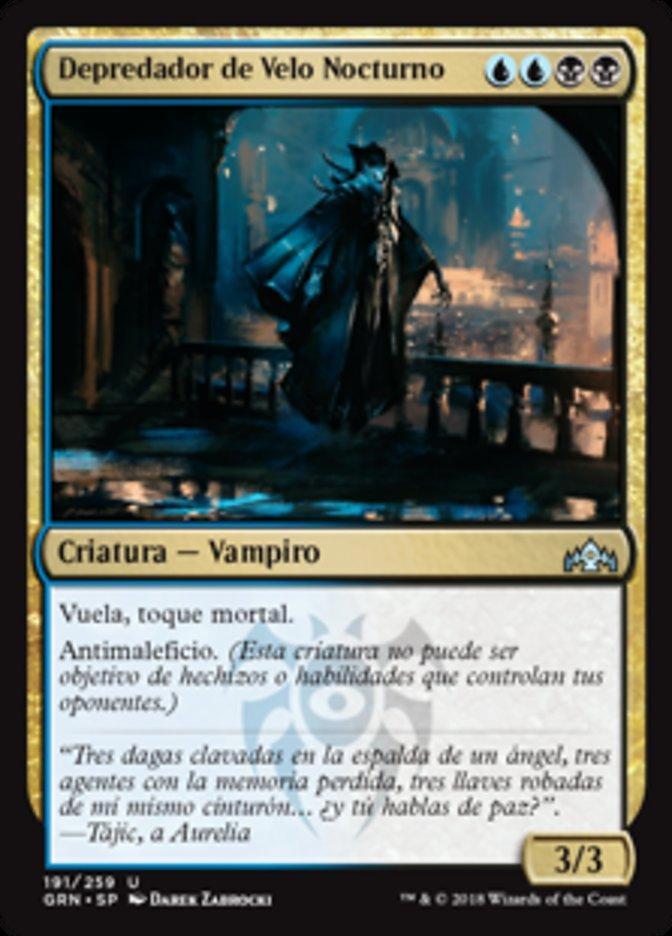 Depredador de Velo Nocturno
Criatura — Vampiro
Vuela, toque mortal.
Antimaleficio. (Esta criatura no puede ser
objetivo de hechizos o habilidades que controlan tus
oponentes.)
“Tres dagas clavadas en la espalda de un ángel, tres
agentes con la memoria perdida, tres llaves robadas
de mi mismo cinturón... ¿y tú hablas de paz?”.
—Tajic, a Aurelia
3/3
191/259 U
GRN • SP Darek Zabrocki
™ & © 2018 Wizards of the Coast